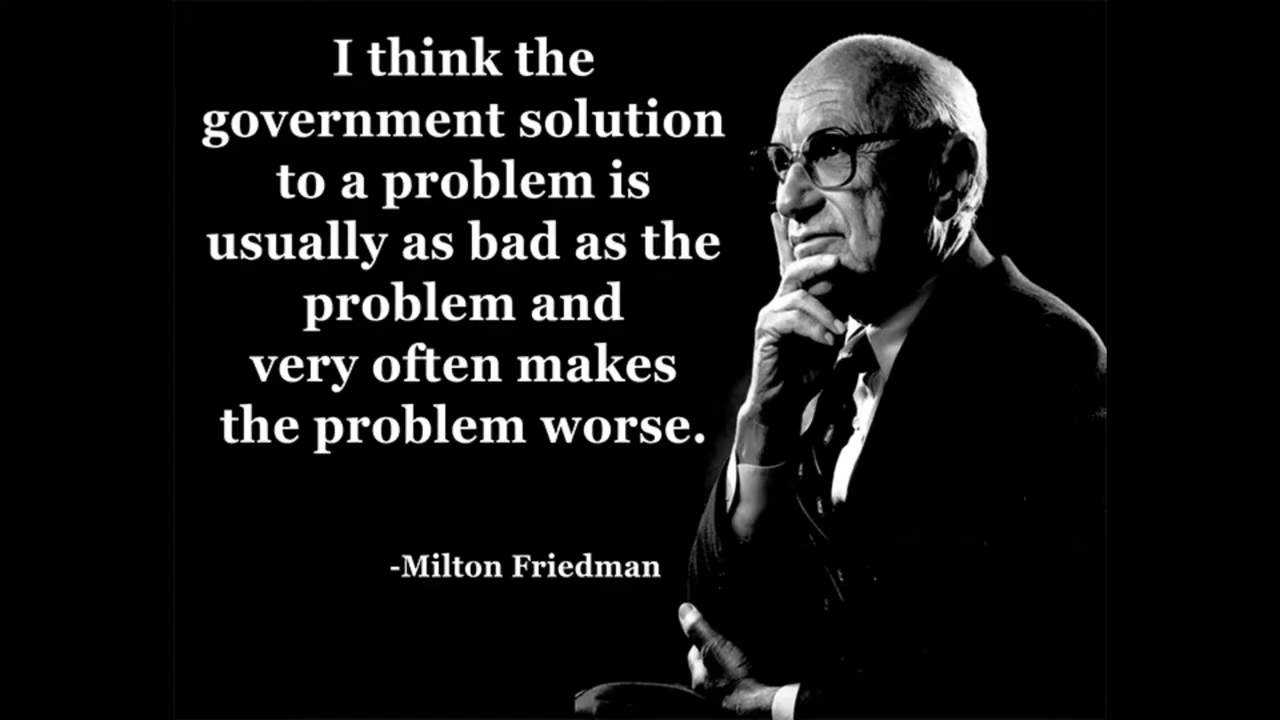 I think the
government solution
to a problem is
usually as bad as the
problem and
very often makes
the problem worse.
-Milton Friedman